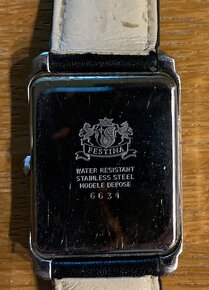 FESTINA
WATER RESISTANT
STAINLESS STEEL
MODELE DEPOSE
6634